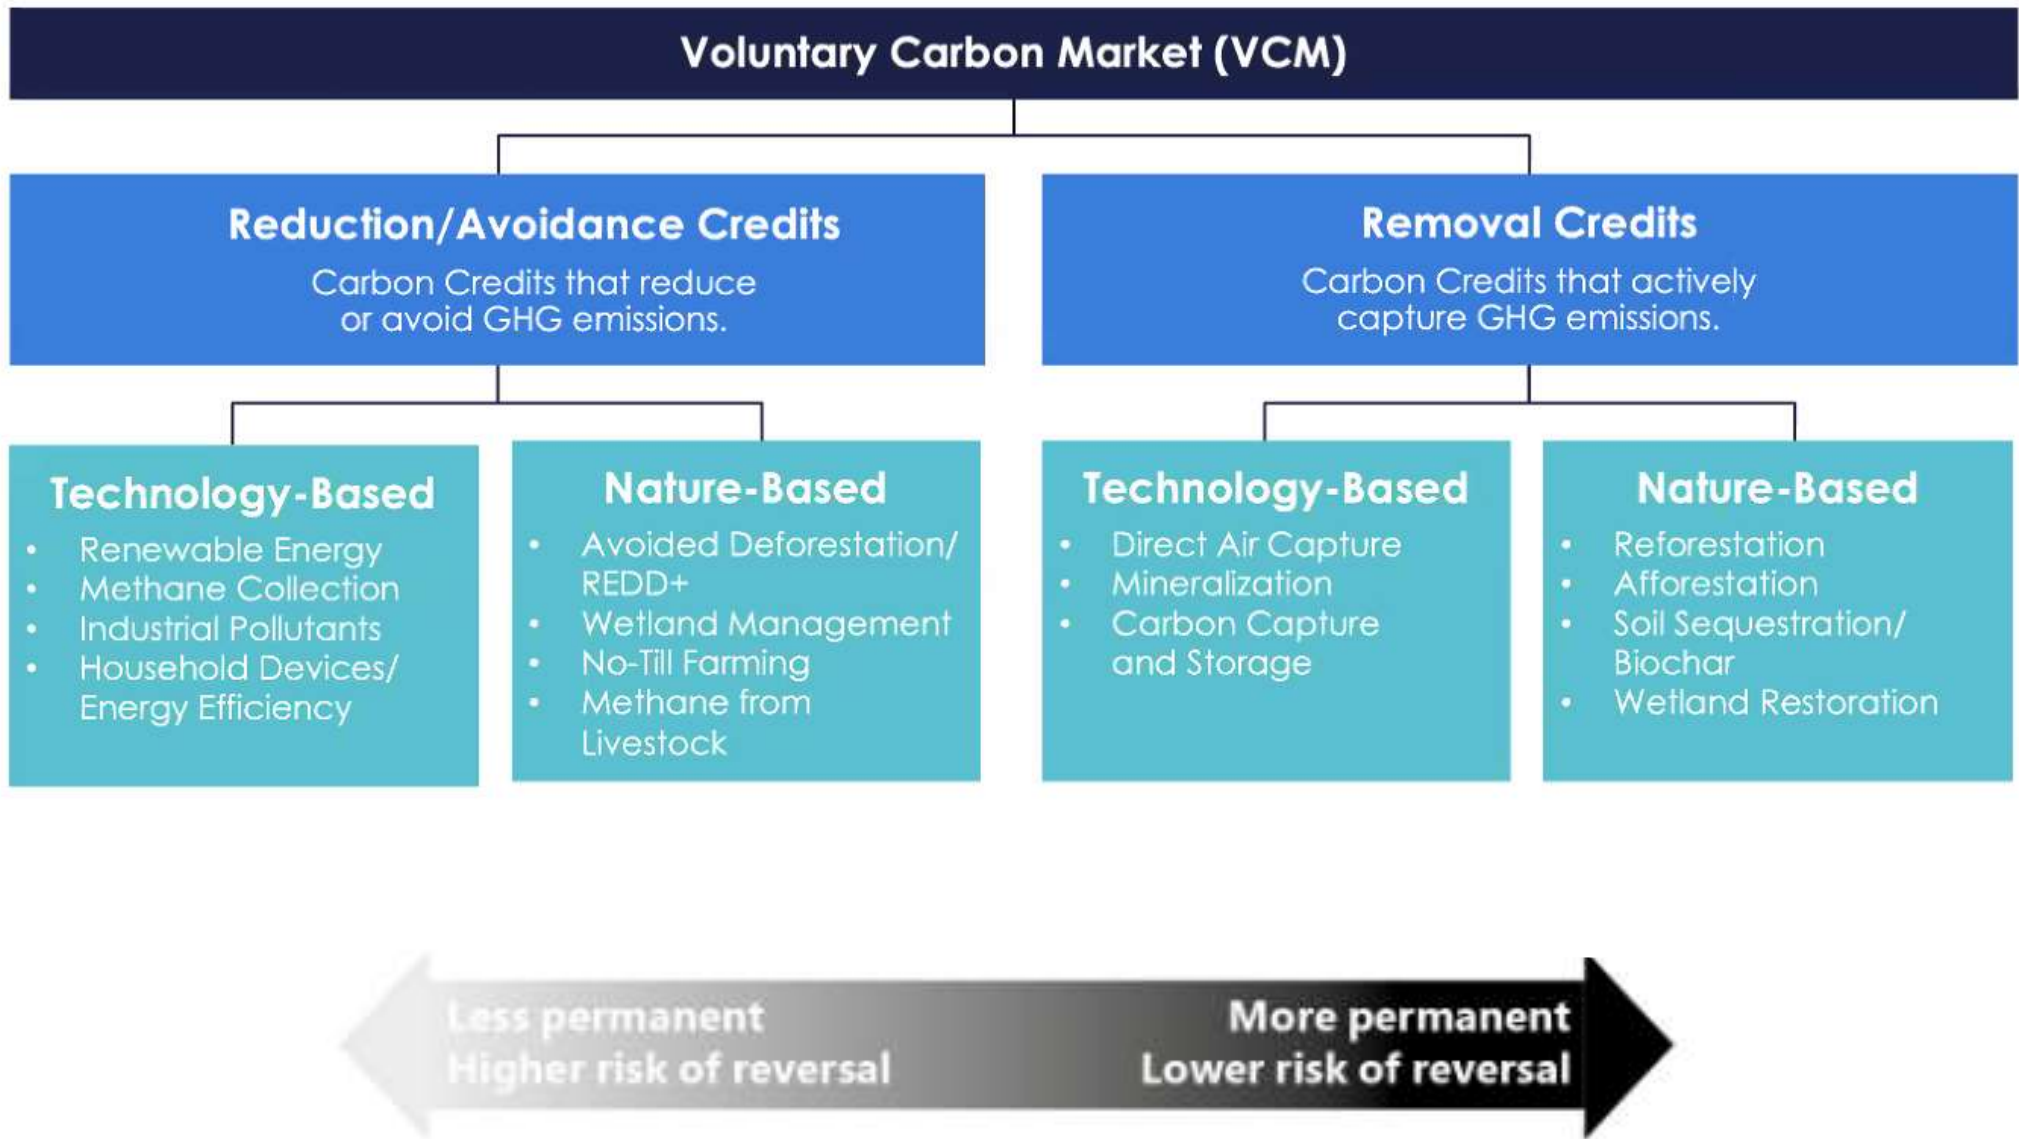 Voluntary Carbon Market (VCM)
Reduction/Avoidance Credits
Carbon Credits that reduce
or avoid GHG emissions.
Removal Credits
Carbon Credits that actively
capture GHG emissions.
Technology-Based
• Renewable Energy
• Methane Collection
• Industrial Pollutants
• Household Devices/
Energy Efficiency
Nature-Based
• Avoided Deforestation/
REDD+
• Wetland Management
• No-Till Farming
• Methane from
Livestock
Technology-Based
• Direct Air Capture
• Mineralization
• Carbon Capture
and Storage
Nature-Based
• Reforestation
• Afforestation
• Soil Sequestration/
Biochar
• Wetland Restoration
Less permanent
Higher risk of reversal
More permanent
Lower risk of reversal